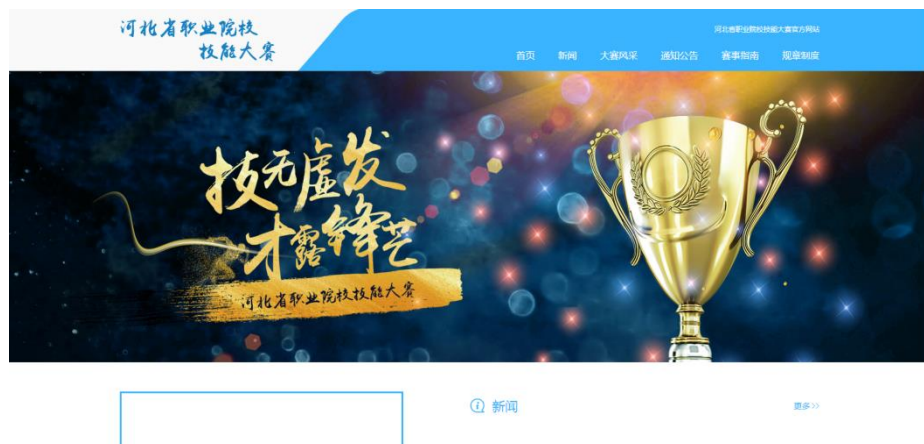 河北省职业院校
技能大赛
河北省职业院校技能大赛官方网站
首页 新闻 大赛风采 通知公告 赛事指南 规章制度
技无虚发
才露锋芒
河北省职业院校技能大赛
i 新闻
更多>>